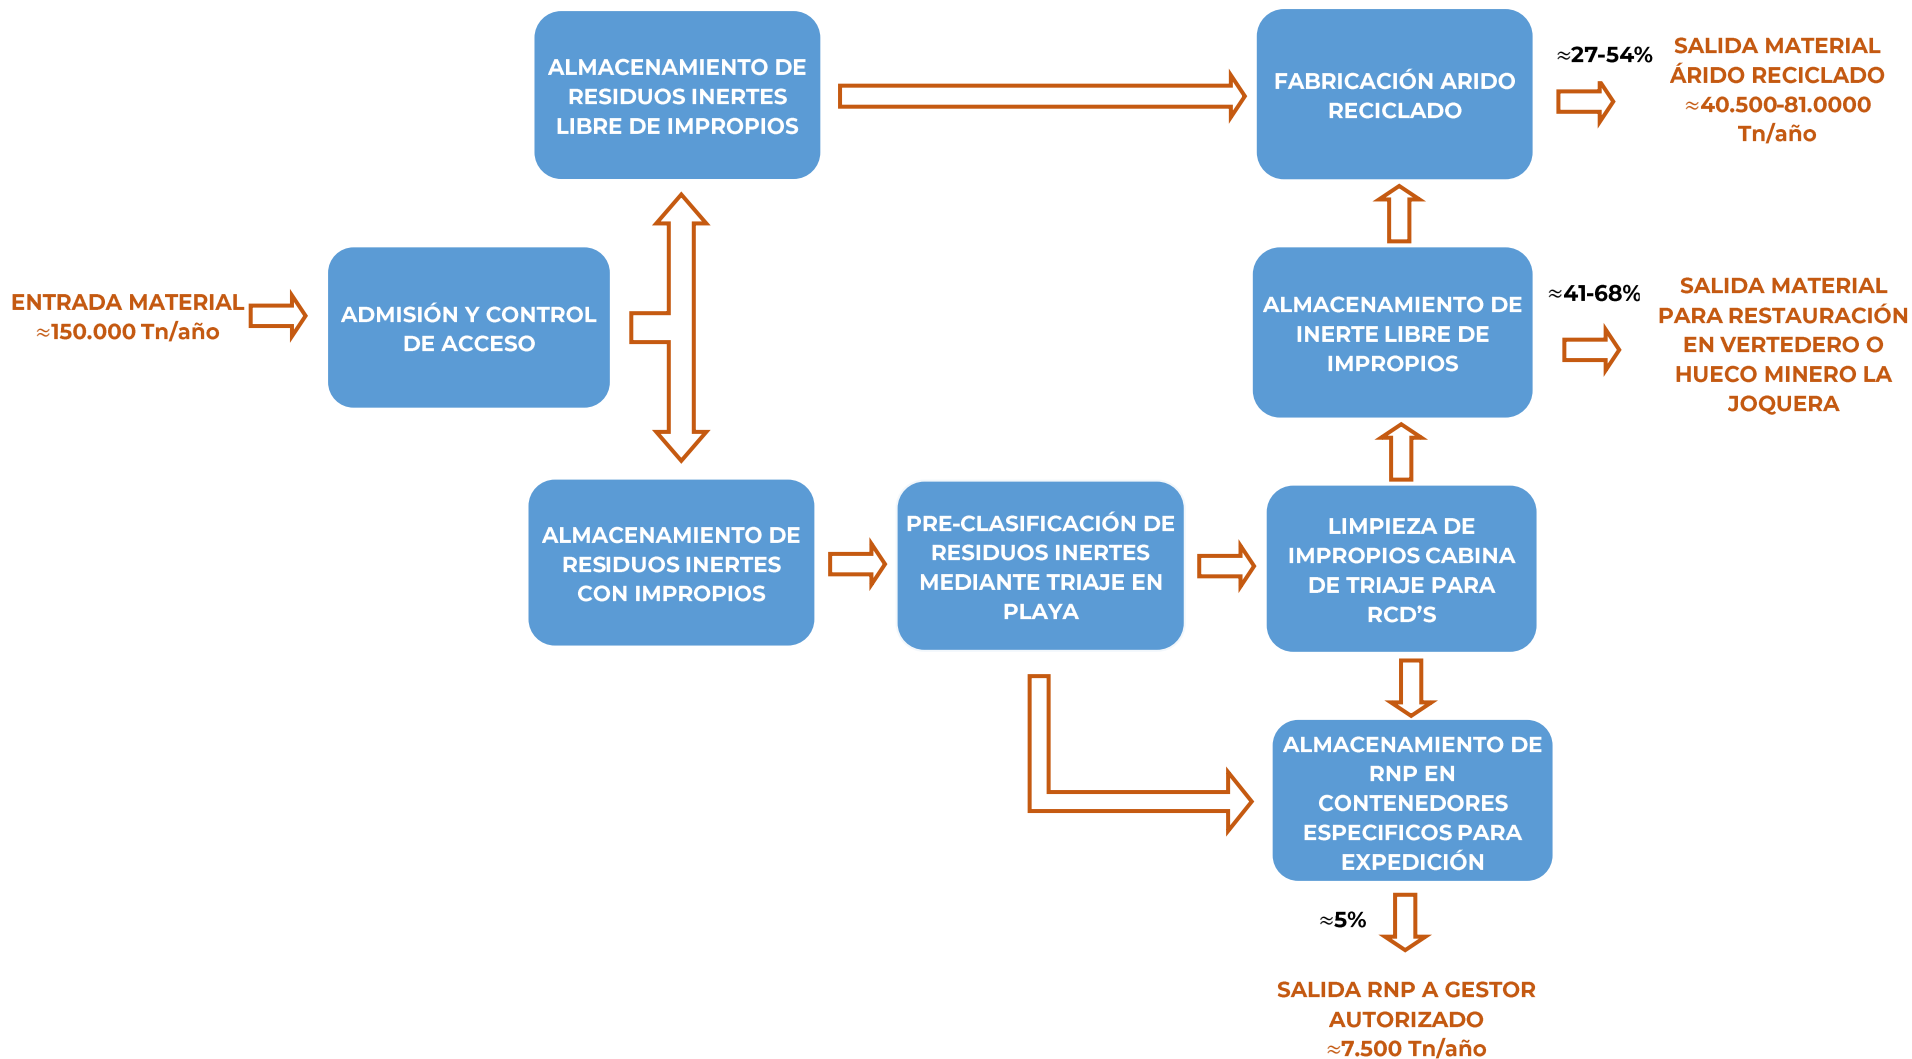 ALMACENAMIENTO DE
RESIDUOS INERTES
LIBRE DE IMPROPIOS
FABRICACIÓN ARIDO
RECICLADO
≈27-54%
SALIDA MATERIAL
ÁRIDO RECICLADO
≈40.500-81.0000
Tn/año
ENTRADA MATERIAL
≈150.000 Tn/año
ADMISIÓN Y CONTROL
DE ACCESO
ALMACENAMIENTO DE
INERTE LIBRE DE
IMPROPIOS
≈41-68%
SALIDA MATERIAL
PARA RESTAURACIÓN
EN VERTEDERO O
HUECO MINERO LA
JOQUERA
ALMACENAMIENTO DE
RESIDUOS INERTES
CON IMPROPIOS
PRE-CLASIFICACIÓN DE
RESIDUOS INERTES
MEDIANTE TRIAJE EN
PLAYA
LIMPIEZA DE
IMPROPIOS CABINA
DE TRIAJE PARA
RCD'S
ALMACENAMIENTO DE
RNP EN
CONTENEDORES
ESPECIFICOS PARA
EXPEDICIÓN
≈5%
SALIDA RNP A GESTOR
AUTORIZADO
≈7.500 Tn/año